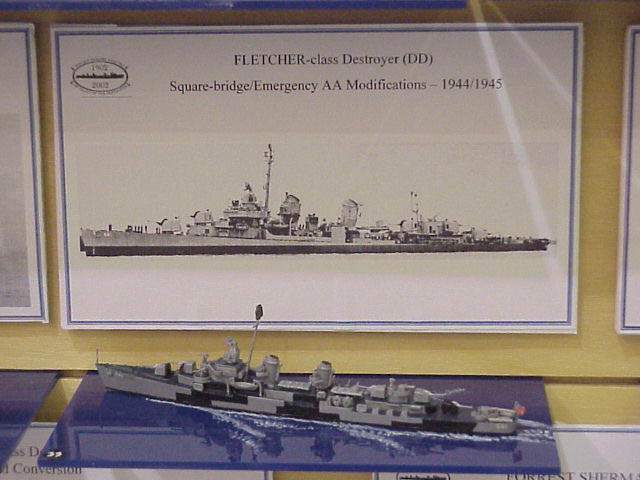 1902
2002
FLETCHER-class Destroyer (DD)
Square-bridge/Emergency AA Modifications – 1944/1945
ss D
I Conversion
FORREST SHERMA